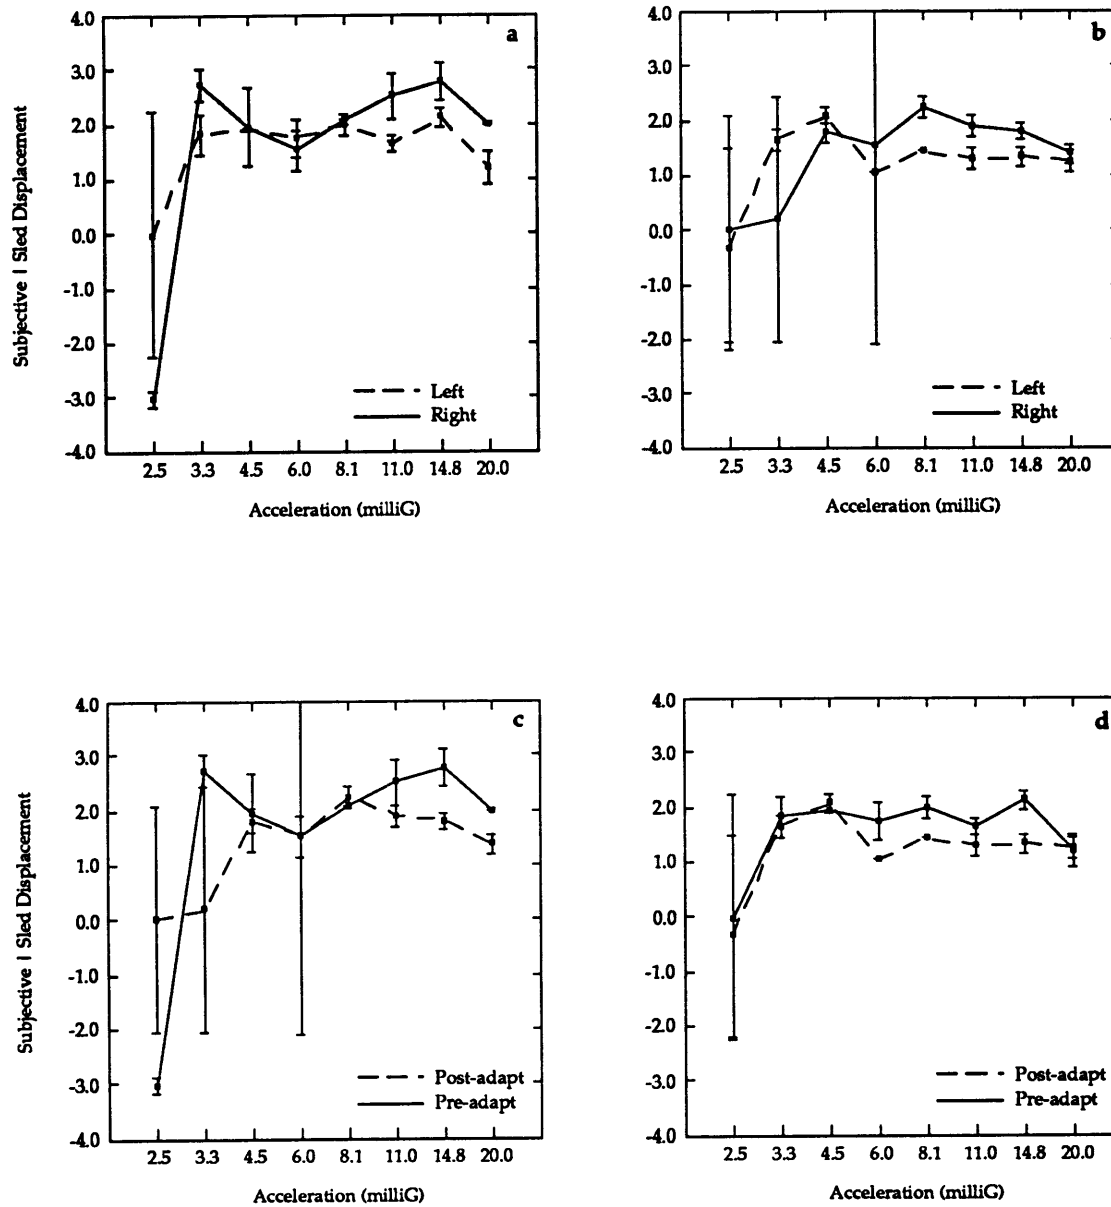 a
4.0
3.0
2.0
1.0
0.0
-1.0
-2.0
-3.0
-4.0
Subjective | Sled Displacement
Left
Right
2.5 3.3 4.5 6.0 8.1 11.0 14.8 20.0
Acceleration (milliG)
b
4.0
3.0
2.0
1.0
0.0
-1.0
-2.0
-3.0
-4.0
Left
Right
2.5 3.3 4.5 6.0 8.1 11.0 14.8 20.0
Acceleration (milliG)
c
4.0
3.0
2.0
1.0
0.0
-1.0
-2.0
-3.0
-4.0
Subjective | Sled Displacement
Post-adapt
Pre-adapt
2.5 3.3 4.5 6.0 8.1 11.0 14.8 20.0
Acceleration (milliG)
d
4.0
3.0
2.0
1.0
0.0
-1.0
-2.0
-3.0
-4.0
Post-adapt
Pre-adapt
2.5 3.3 4.5 6.0 8.1 11.0 14.8 20.0
Acceleration (milliG)